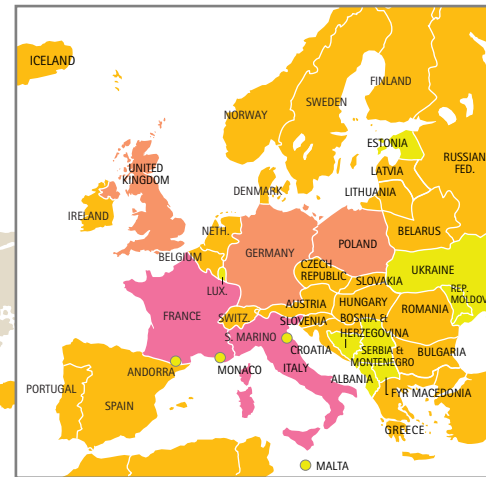 ICELAND
FINLAND
SWEDEN
NORWAY
ESTONIA
RUSSIAN
FED.
LATVIA
UNITED
KINGDOM
DENMARK
LITHUANIA
IRELAND
BELARUS
NETH.
POLAND
BELGIUM
GERMANY
CZECH
REPUBLIC
UKRAINE
SLOVAKIA
LUX.
REP.
MOLDOV
AUSTRIA
HUNGARY
FRANCE
SWITZ.
SLOVENIA
BOSNIA &
HERZEGOVINA
ROMANIA
S. MARINO
CROATIA
SERBIA &
MONTENEGRO
BULGARIA
ANDORRA
MONACO
ITALY
ALBANIA
PORTUGAL
SPAIN
FYR MACEDONIA
GREECE
MALTA